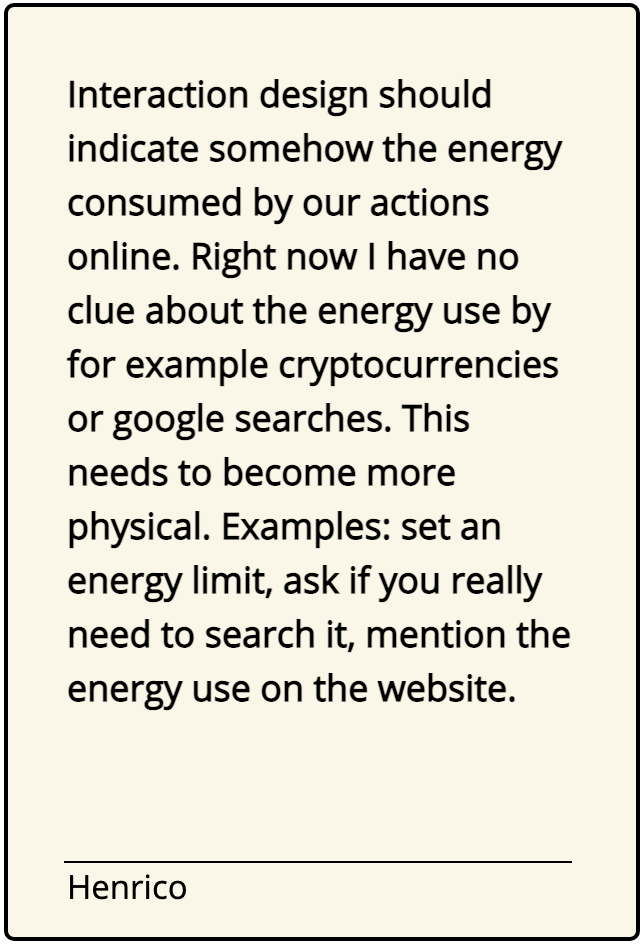 Interaction design should
indicate somehow the energy
consumed by our actions
online. Right now I have no
clue about the energy use by
for example cryptocurrencies
or google searches. This
needs to become more
physical. Examples: set an
energy limit, ask if you really
need to search it, mention the
energy use on the website.
Henrico